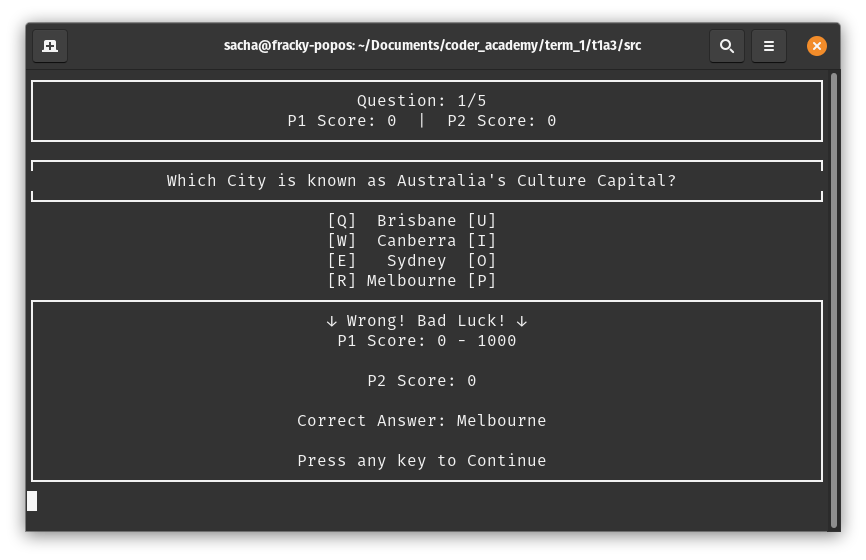 sacha@fracky-popos: ~/Documents/coder_academy/term_1/t1a3/src
Question: 1/5
P1 Score: 0 | P2 Score: 0
Which City is known as Australia's Culture Capital?
[Q] Brisbane [U]
[W] Canberra [I]
[E] Sydney [O]
[R] Melbourne [P]
↓ Wrong! Bad Luck! ↓
P1 Score: 0 - 1000
P2 Score: 0
Correct Answer: Melbourne
Press any key to Continue